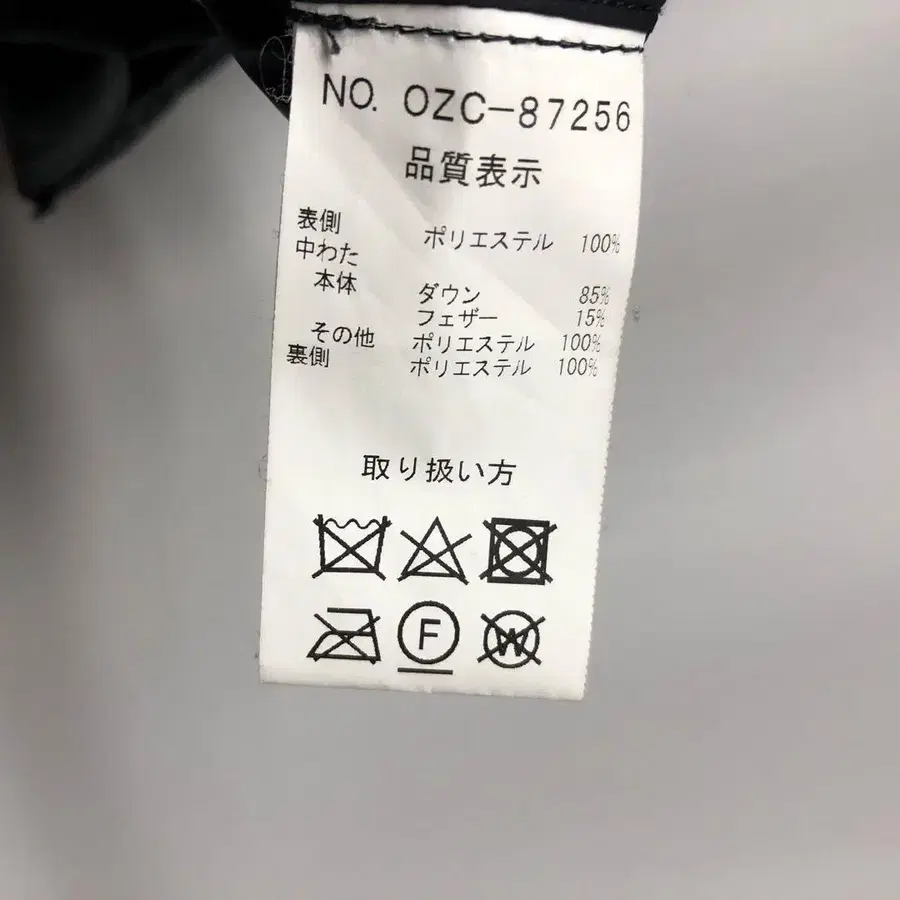 NO. OZC-87256
品質表示
表側 ポリエステル 100%
中わた
本体 ダウン 85%
フェザー 15%
その他 ポリエステル 100%
裏側 ポリエステル 100%
取り扱い方
F
W